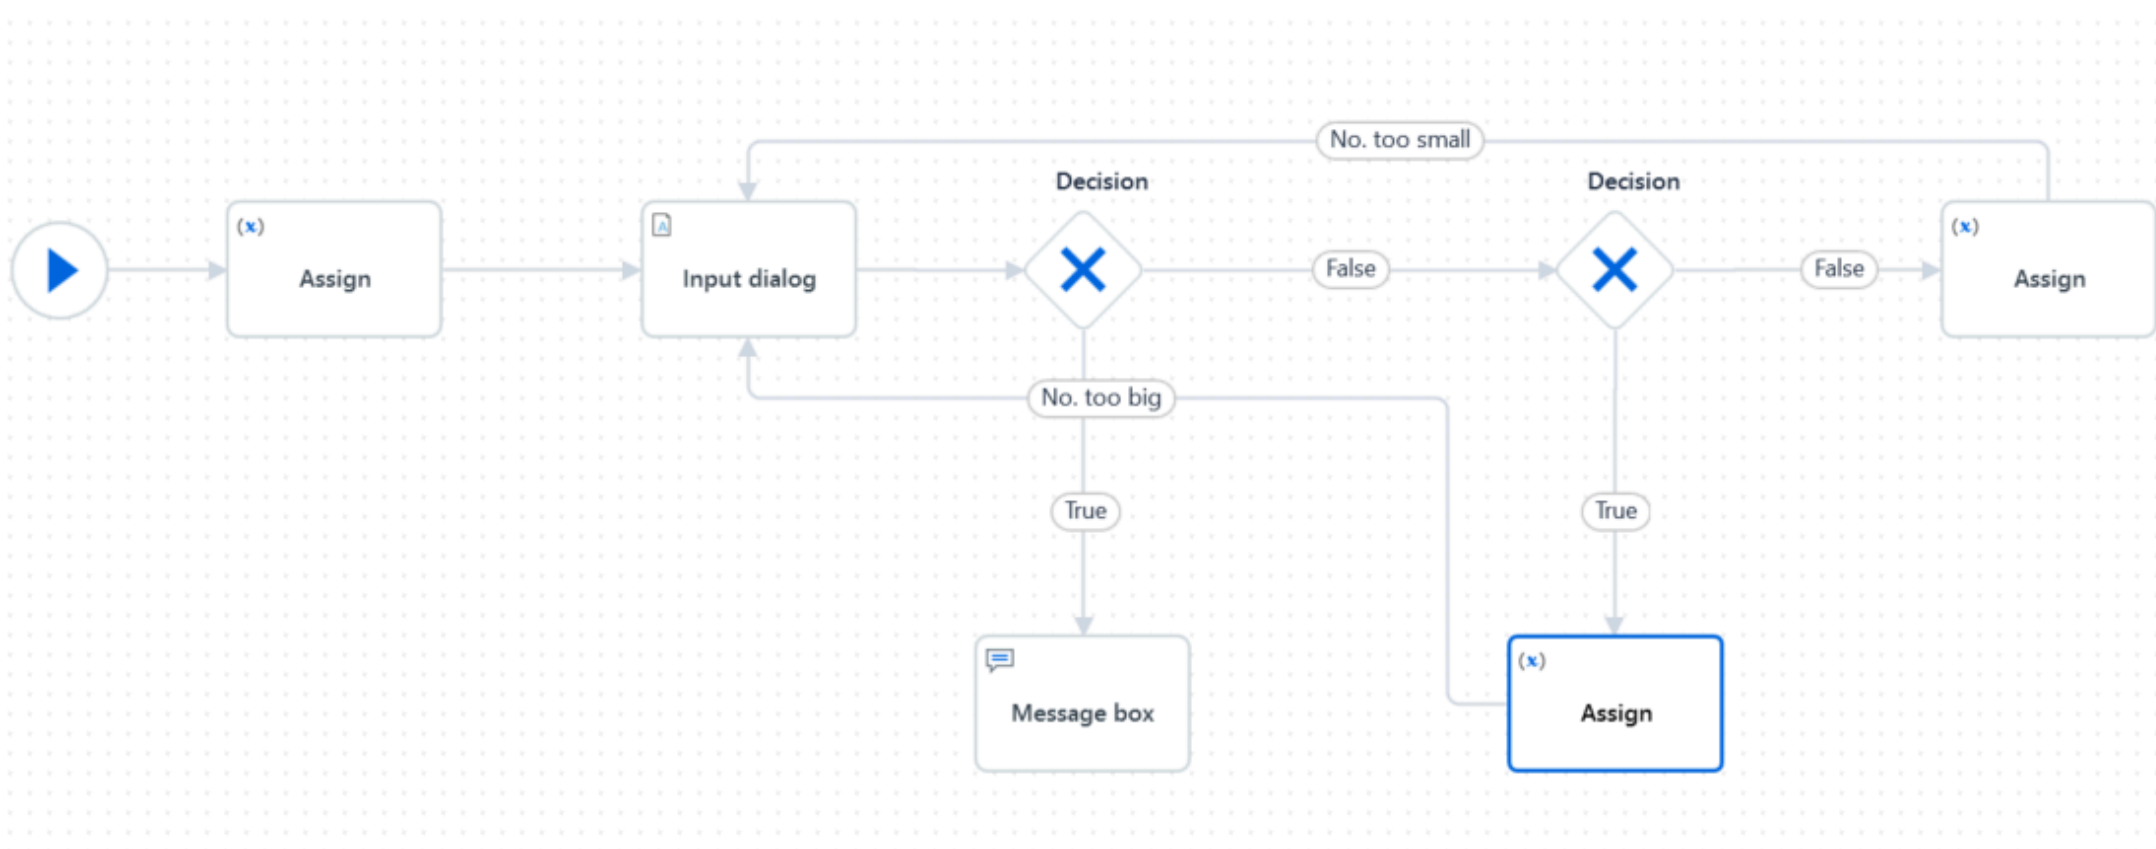 No. too small
Decision
Decision
(x)
Assign
A
Input dialog
False
False
(x)
Assign
No. too big
True
True
Message box
(x)
Assign